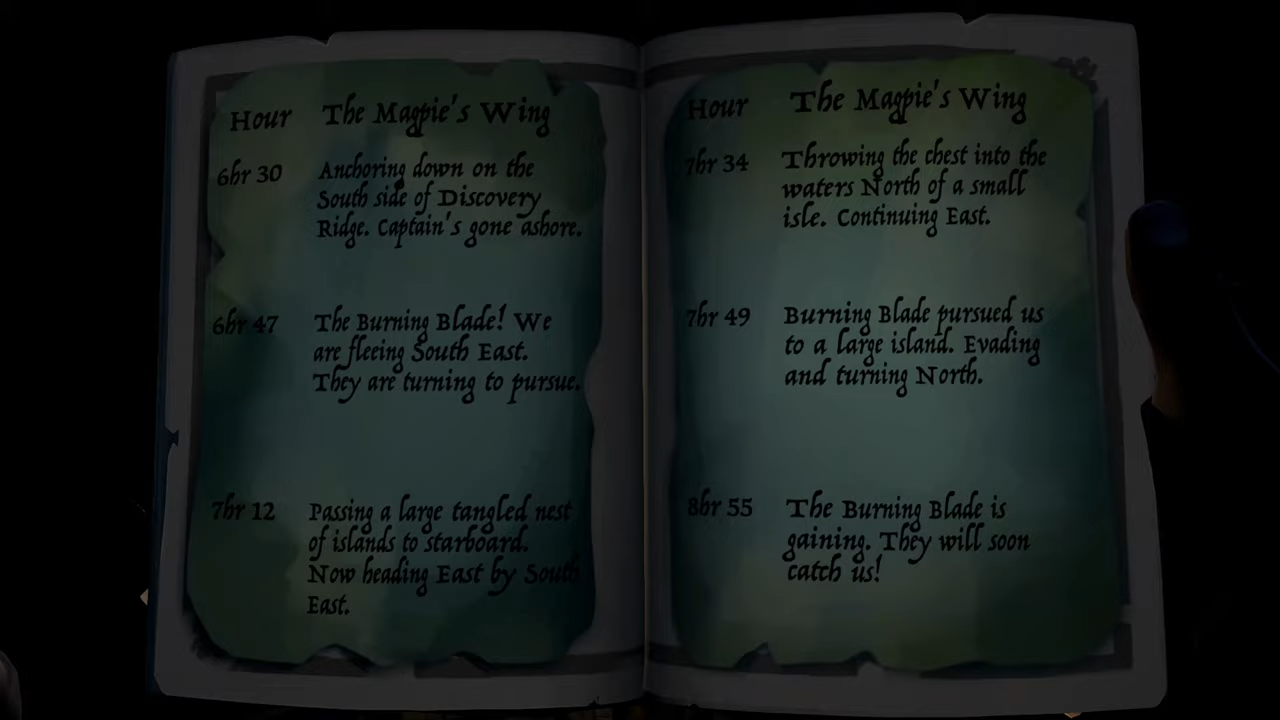 Hour The Magpie's Wing
6hr 30 Anchoring down on the
South side of Discovery
Ridge. Captain's gone ashore.
6hr 47 The Burning Blade! We
are fleeing South East.
They are turning to pursue.
7hr 12 Passing a large tangled nest
of islands to starboard.
Now heading East by South
East.
Hour The Magpie's Wing
7hr 34 Throwing the chest into the
waters North of a small
isle. Continuing East.
7hr 49 Burning Blade pursued us
to a large island. Evading
and turning North.
8hr 55 The Burning Blade is
gaining. They will soon
catch us!